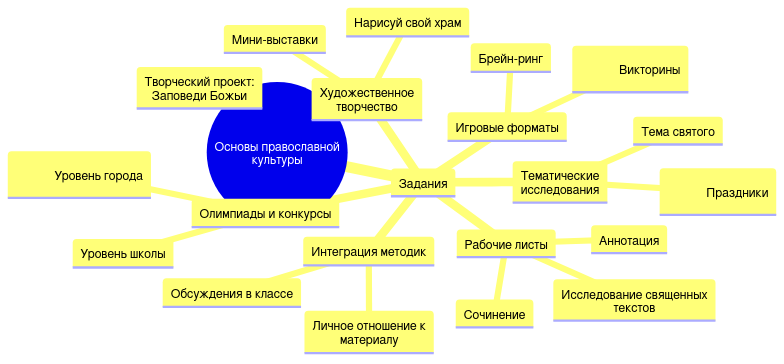 Нарисуй свой храм
Мини-выставки
Брейн-ринг
Викторины
Творческий проект:
Заповеди Божьи
Художественное
творчество
Игровые форматы
Тема святого
Основы православной
культуры
Уровень города
Задания
Тематические
исследования
Праздники
Олимпиады и конкурсы
Уровень школы
Интеграция методик
Рабочие листы
Аннотация
Обсуждения в классе
Исследование священных
текстов
Личное отношение к
материалу
Сочинение